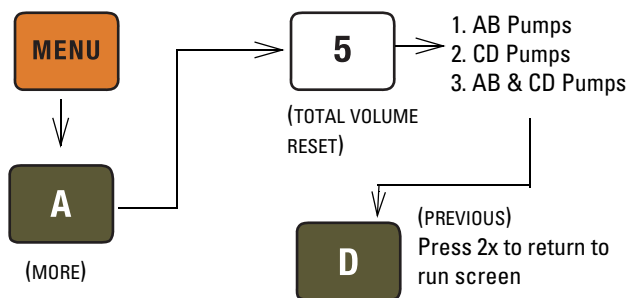 MENU
A
(MORE)
5
(TOTAL VOLUME
RESET)
1. AB Pumps
2. CD Pumps
3. AB & CD Pumps
D
(PREVIOUS)
Press 2x to return to
run screen